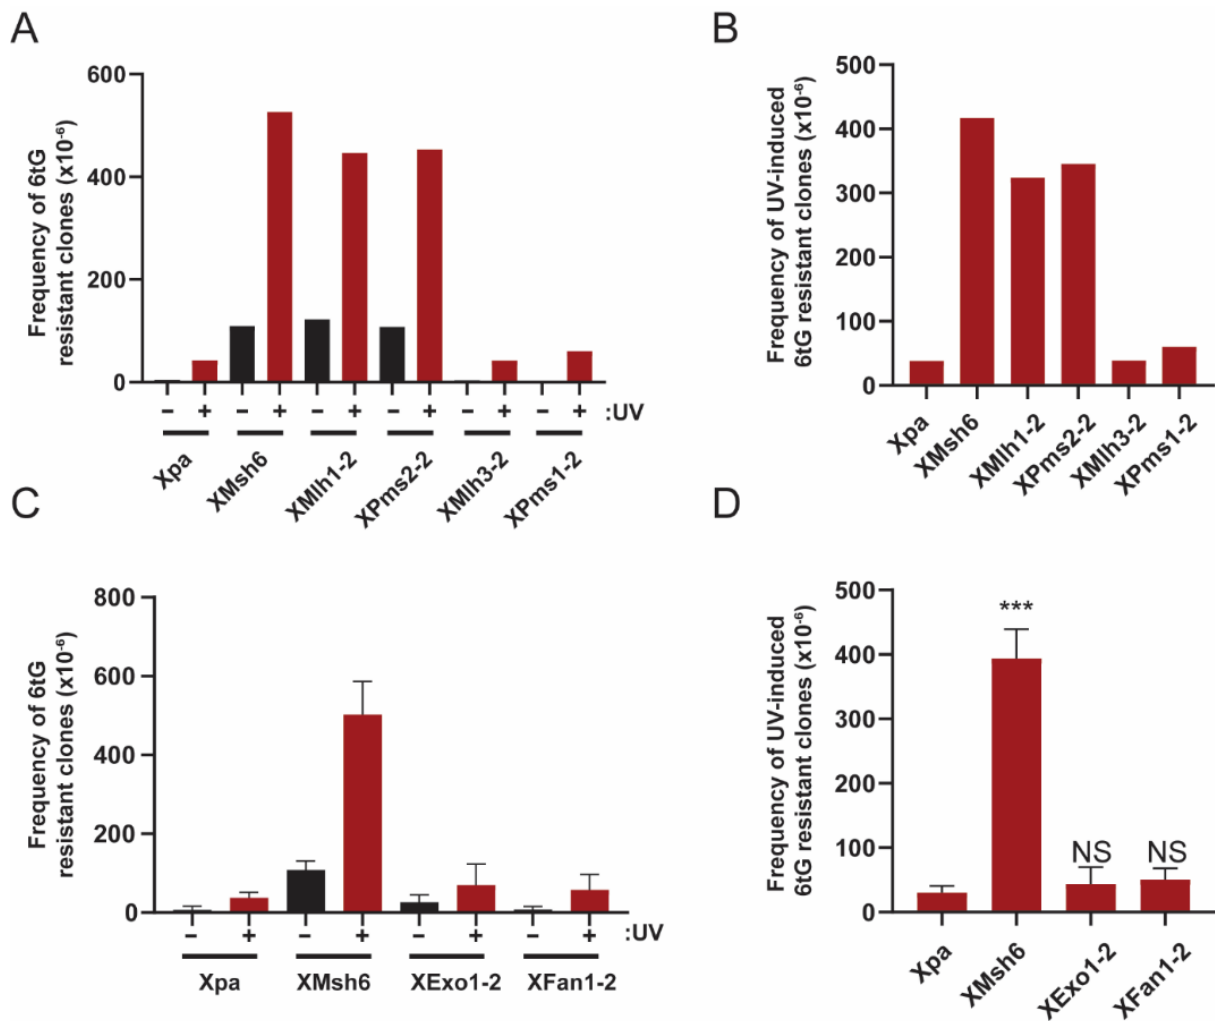 A
Frequency of 6tG
resistant clones (x10⁻⁶)
600
400
200
0
− + − + − + − + − + − + :UV
Xpa XMsh6 XMlh1-2 XPms2-2 XMlh3-2 XPms1-2
B
Frequency of UV-induced
6tG resistant clones (x10⁻⁶)
500
400
300
200
100
0
Xpa XMsh6 XMlh1-2 XPms2-2 XMlh3-2 XPms1-2
C
Frequency of 6tG
resistant clones (x10⁻⁶)
800
600
400
200
0
− + − + − + − + :UV
Xpa XMsh6 XExo1-2 XFan1-2
D
Frequency of UV-induced
6tG resistant clones (x10⁻⁶)
500
400
300
200
100
0
***
NS NS
Xpa XMsh6 XExo1-2 XFan1-2